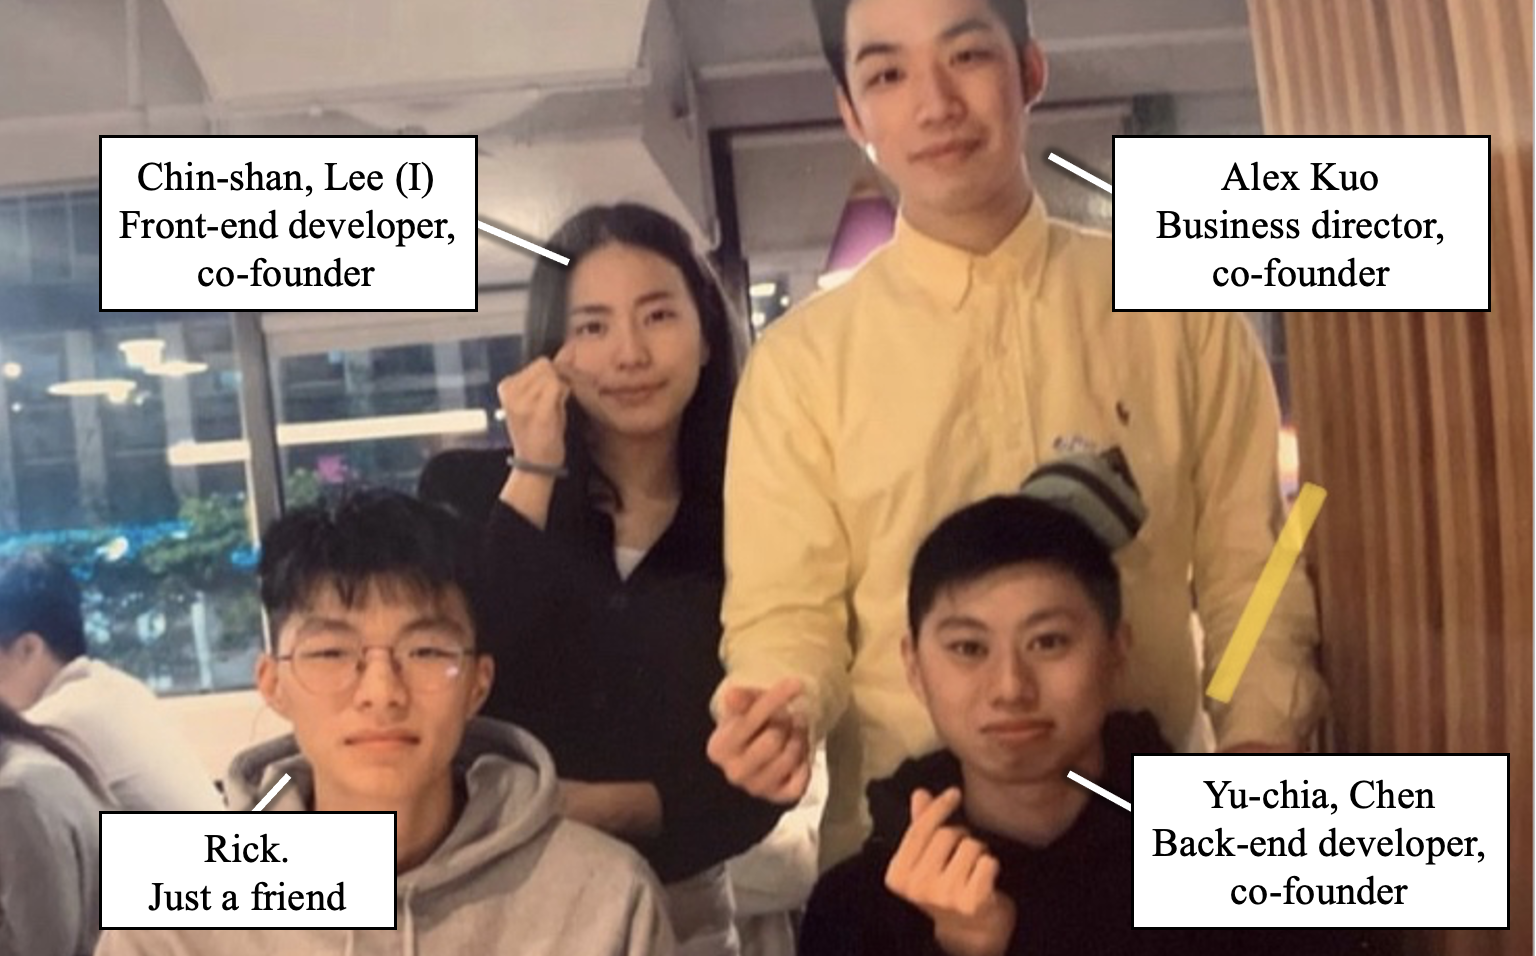 Chin-shan, Lee (I)
Front-end developer,
co-founder
Alex Kuo
Business director,
co-founder
Rick.
Just a friend
Yu-chia, Chen
Back-end developer,
co-founder